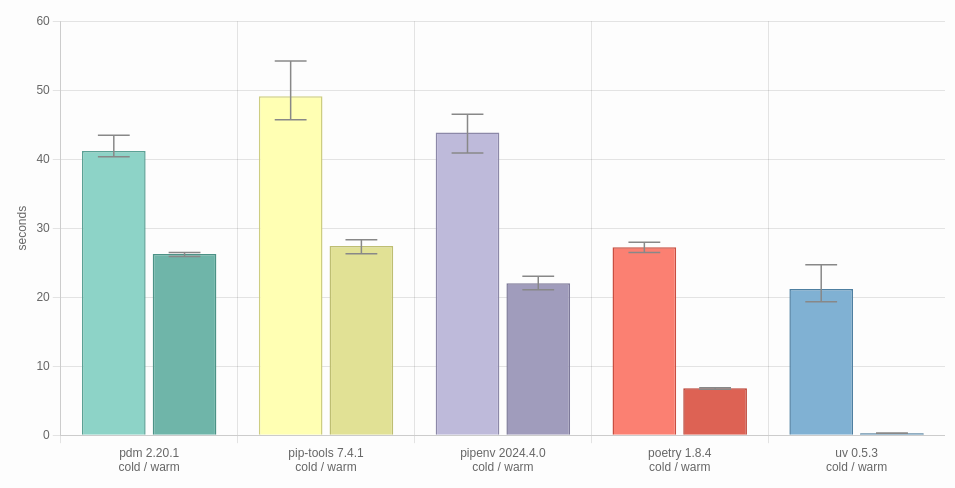 60
50
40
30
20
10
0
seconds
pdm 2.20.1
cold / warm
pip-tools 7.4.1
cold / warm
pipenv 2024.4.0
cold / warm
poetry 1.8.4
cold / warm
uv 0.5.3
cold / warm